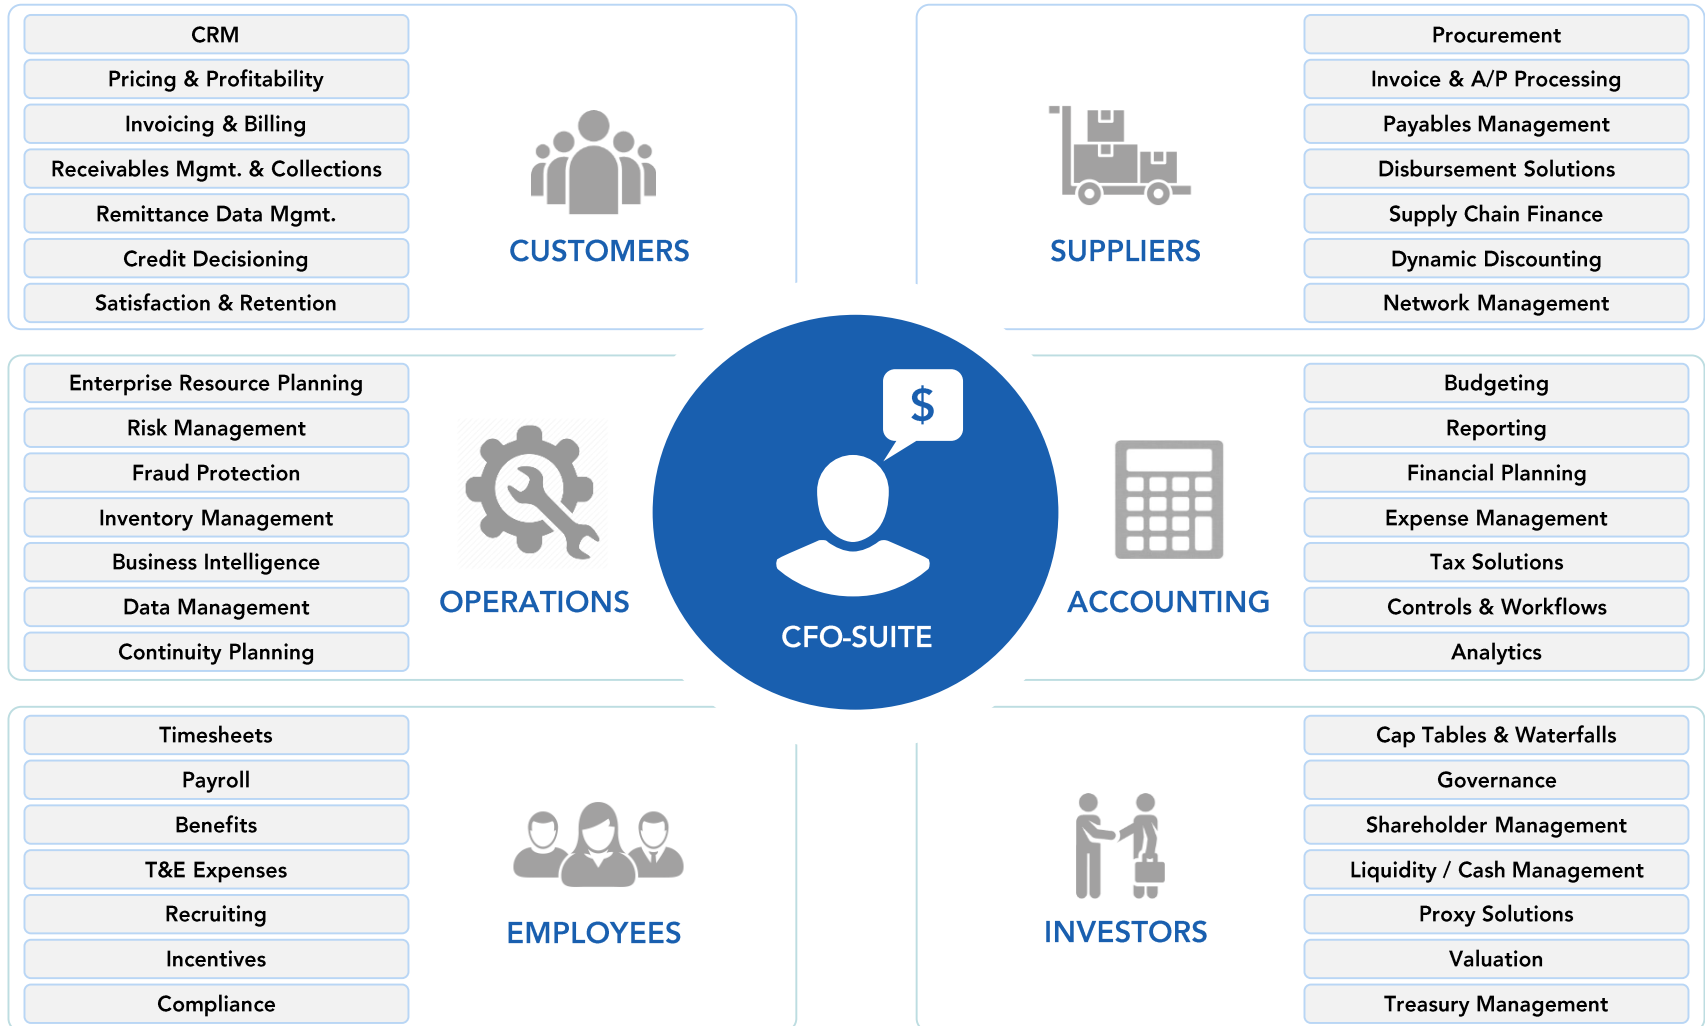 CRM
Pricing & Profitability
Invoicing & Billing
Receivables Mgmt. & Collections
Remittance Data Mgmt.
Credit Decisioning
Satisfaction & Retention
CUSTOMERS
SUPPLIERS
Procurement
Invoice & A/P Processing
Payables Management
Disbursement Solutions
Supply Chain Finance
Dynamic Discounting
Network Management
Enterprise Resource Planning
Risk Management
Fraud Protection
Inventory Management
Business Intelligence
Data Management
Continuity Planning
OPERATIONS
$
CFO-SUITE
ACCOUNTING
Budgeting
Reporting
Financial Planning
Expense Management
Tax Solutions
Controls & Workflows
Analytics
Timesheets
Payroll
Benefits
T&E Expenses
Recruiting
Incentives
Compliance
EMPLOYEES
INVESTORS
Cap Tables & Waterfalls
Governance
Shareholder Management
Liquidity / Cash Management
Proxy Solutions
Valuation
Treasury Management